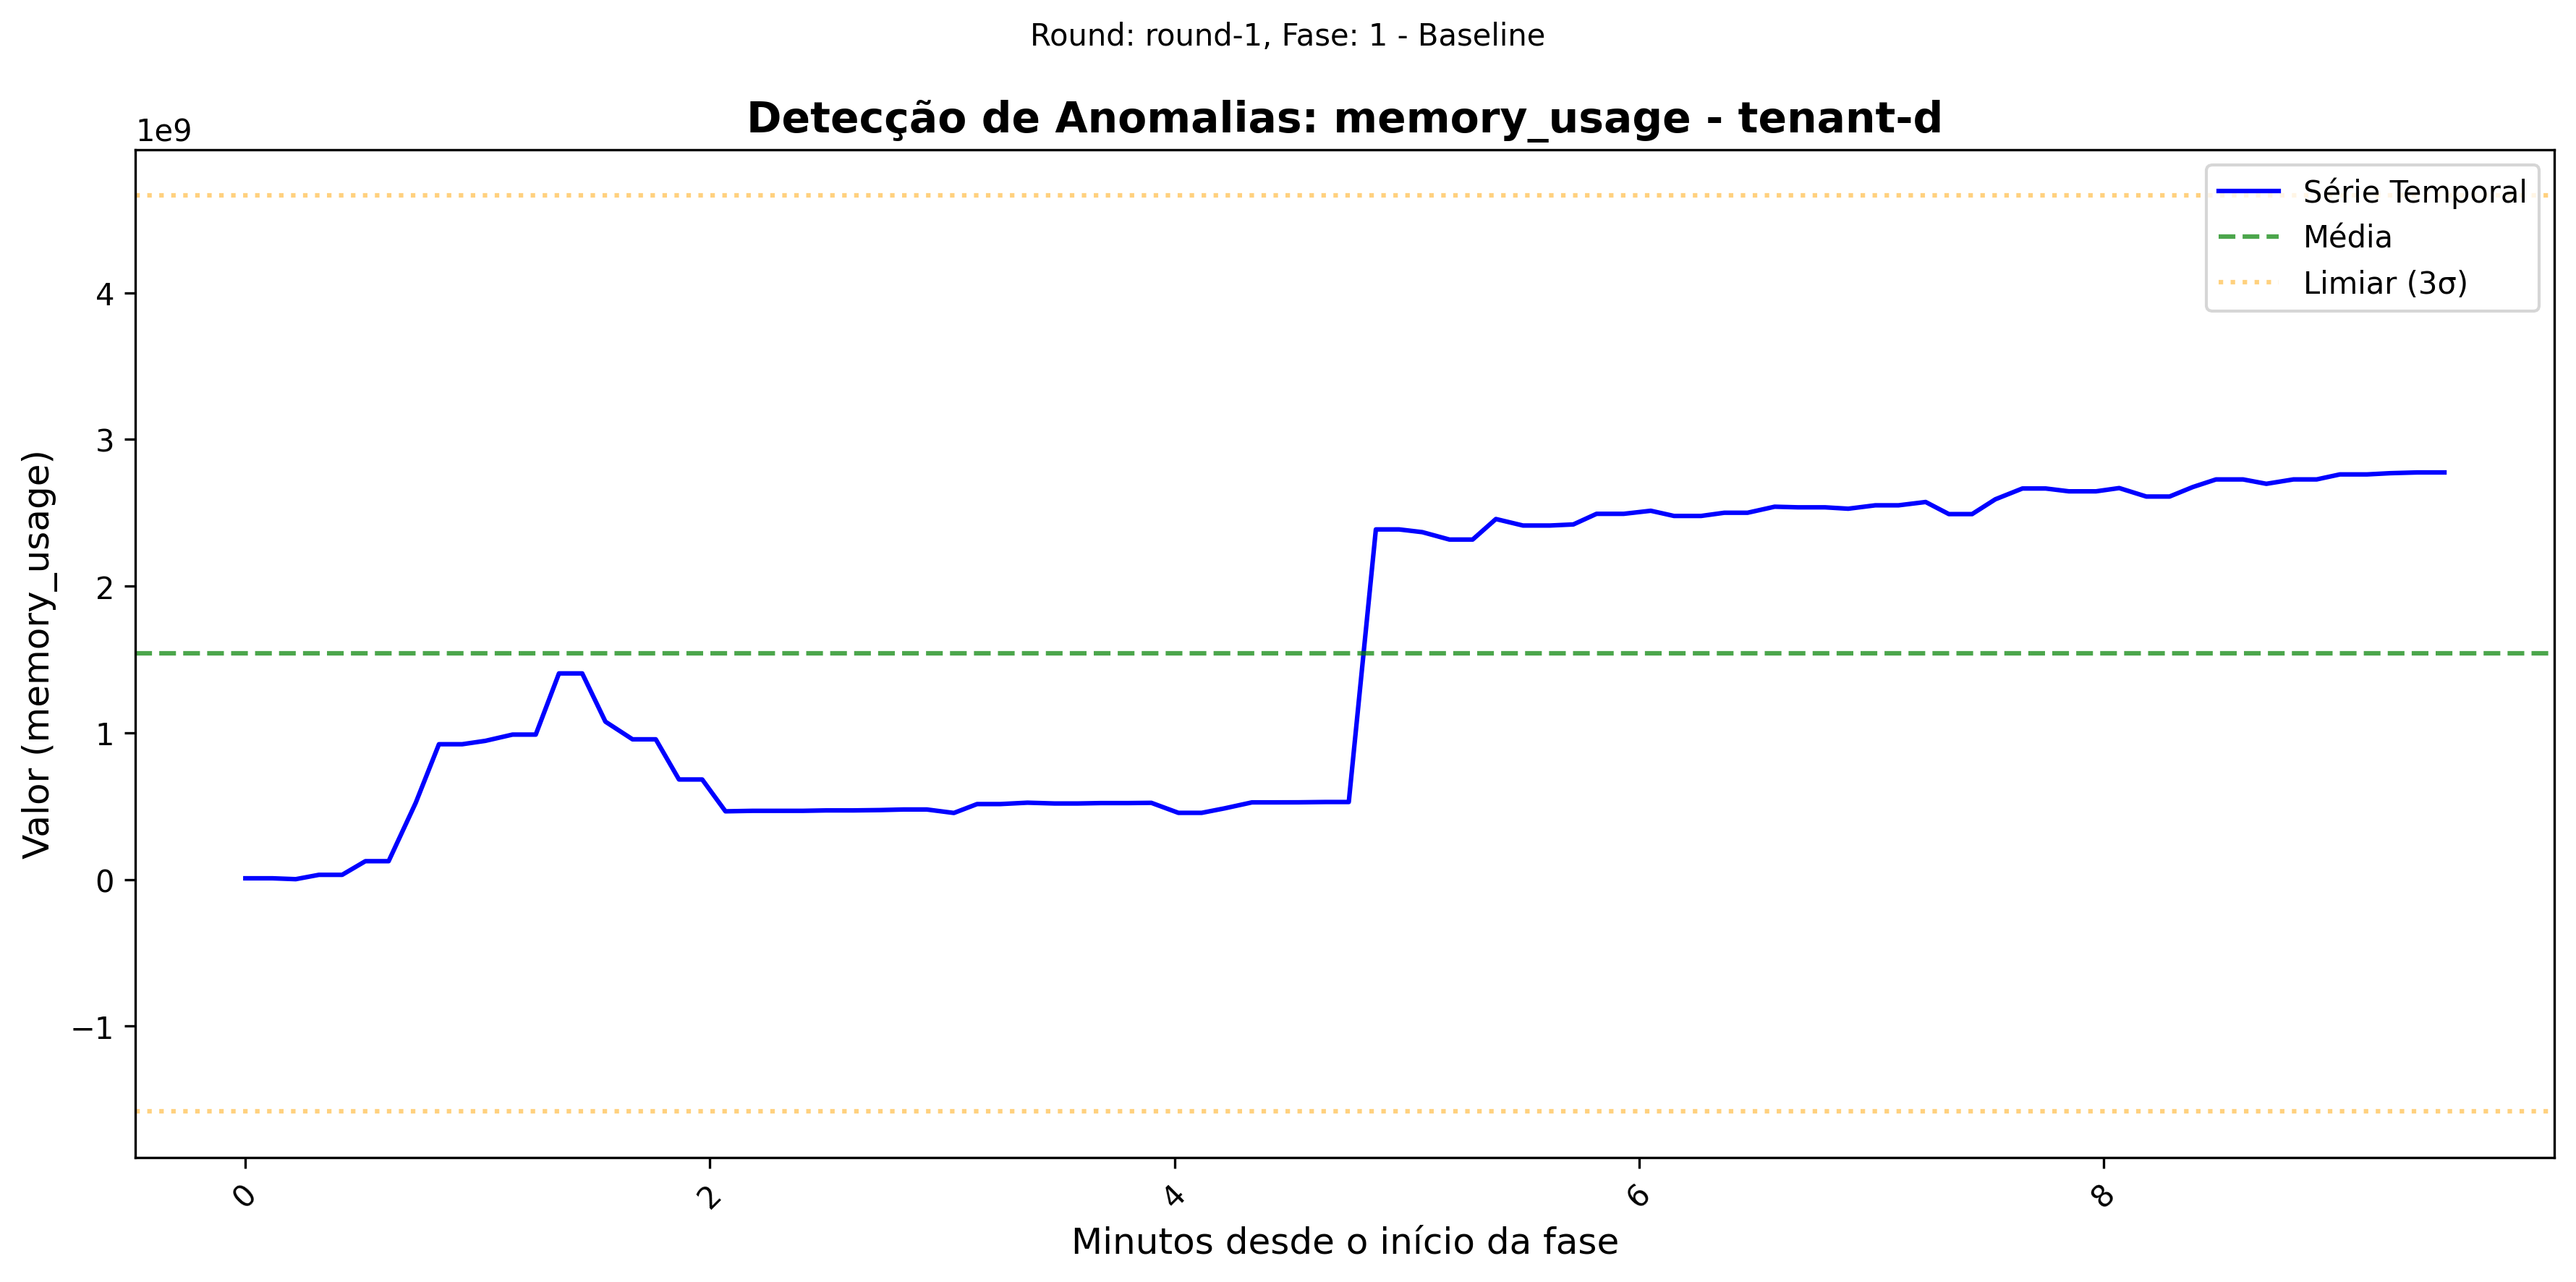 Round: round-1, Fase: 1 - Baseline
Detecção de Anomalias: memory_usage - tenant-d
1e9
Série Temporal
Média
Limiar (3σ)
4
3
2
1
0
−1
Valor (memory_usage)
0
2
4
6
8
Minutos desde o início da fase